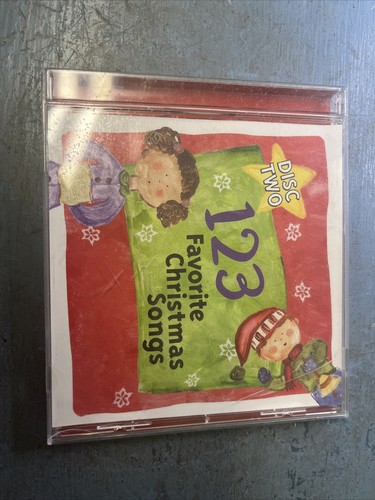 DISC
TWO
123
Favorite
Christmas
Songs